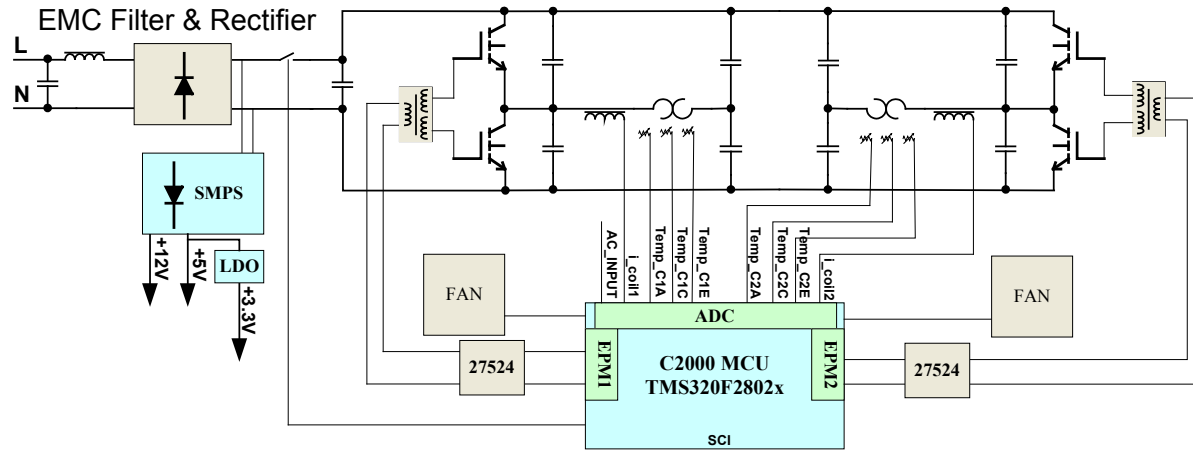 EMC Filter & Rectifier
L
N
SMPS
+12V
+5V
LDO
+3.3V
AC_INPUT
i_coil1
Temp_C1A
Temp_C1C
Temp_C1E
Temp_C2A
Temp_C2C
Temp_C2E
i_coil2
FAN
FAN
ADC
EPM1
C2000 MCU
TMS320F2802x
EPM2
27524
27524
SCI